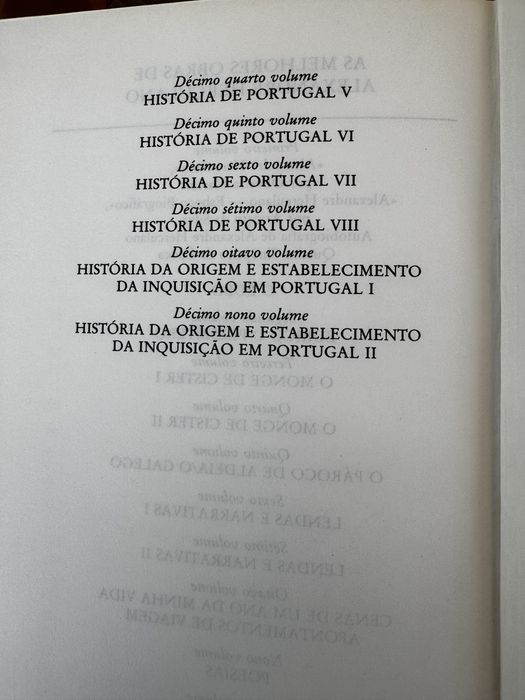 Décimo quarto volume
HISTÓRIA DE PORTUGAL V
Décimo quinto volume
HISTÓRIA DE PORTUGAL VI
Décimo sexto volume
HISTÓRIA DE PORTUGAL VII
Décimo sétimo volume
HISTÓRIA DE PORTUGAL VIII
Décimo oitavo volume
HISTÓRIA DA ORIGEM E ESTABELECIMENTO
DA INQUISIÇÃO EM PORTUGAL I
Décimo nono volume
HISTÓRIA DA ORIGEM E ESTABELECIMENTO
DA INQUISIÇÃO EM PORTUGAL II